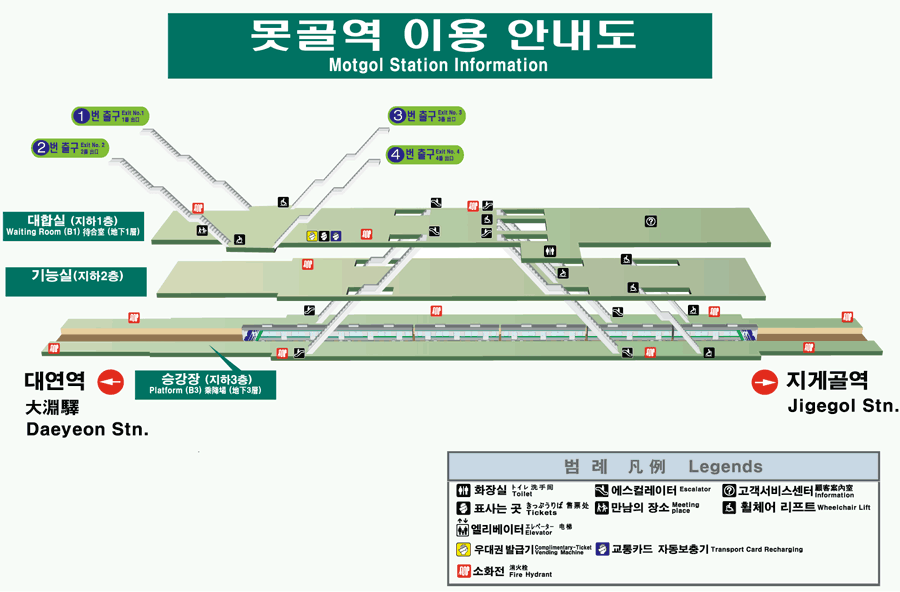 못골역 이용 안내도
Motgol Station Information
1 번 출구 Exit No.1
1番 出口
3 번 출구 Exit No. 3
3番 出口
2 번 출구 Exit No. 2
2番 出口
4 번 출구 Exit No. 4
4番 出口
대합실 (지하1층)
Waiting Room (B1) 待合室 (地下1層)
기능실(지하2층)
승강장 (지하3층)
Platform (B3) 乗降場 (地下3層)
대연역
大淵驛
Daeyeon Stn.
지게골역
Jigegol Stn.
범 례 凡 例 Legends
화장실 トイレ 洗手间 Toilet
에스컬레이터 Escalator
고객서비스센터 顧客案內室 Information
표사는 곳 きっぷうりば 售票处 Tickets
만남의 장소 Meeting place
휠체어 리프트 Wheelchair Lift
엘리베이터 エレベーター 电梯 Elevator
우대권 발급기 Complimentary-Ticket Vending Machine
교통카드 자동보충기 Transport Card Recharging
소화전 消火栓 Fire Hydrant